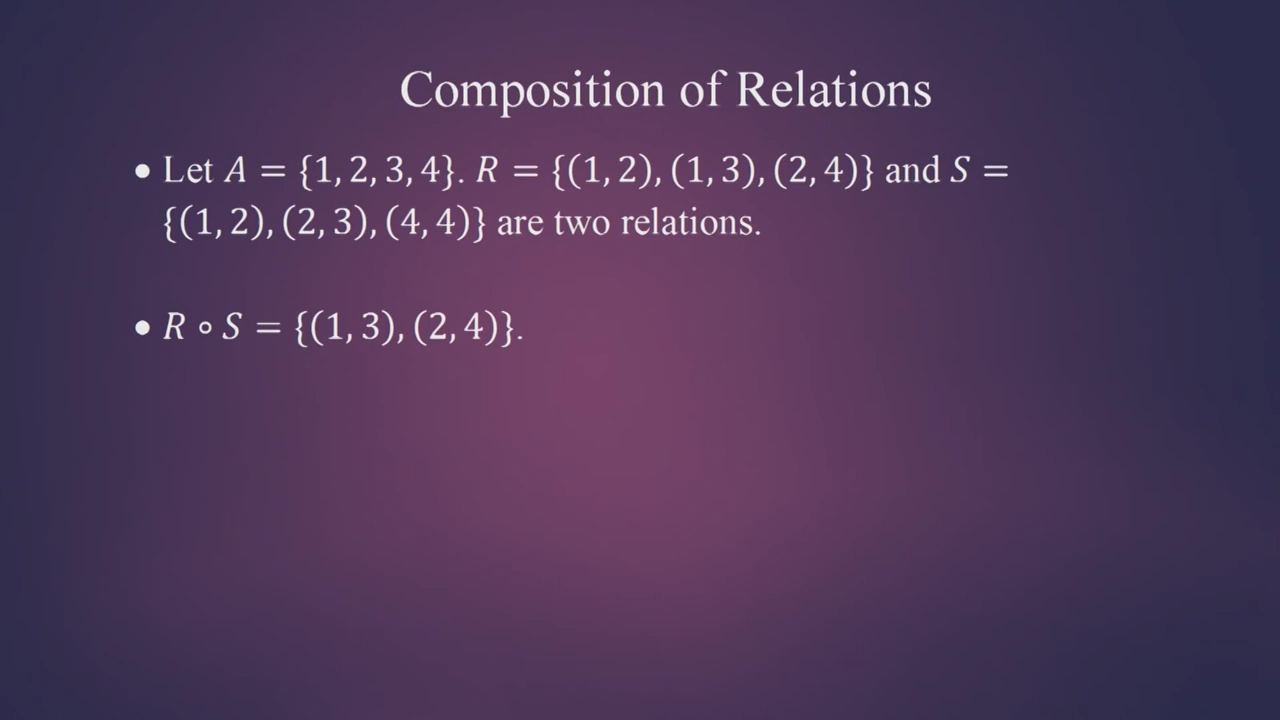 Composition of Relations
• Let A = {1, 2, 3, 4}. R = {(1, 2), (1, 3), (2, 4)} and S =
{(1, 2), (2, 3), (4, 4)} are two relations.
• R ∘ S = {(1, 3), (2, 4)}.